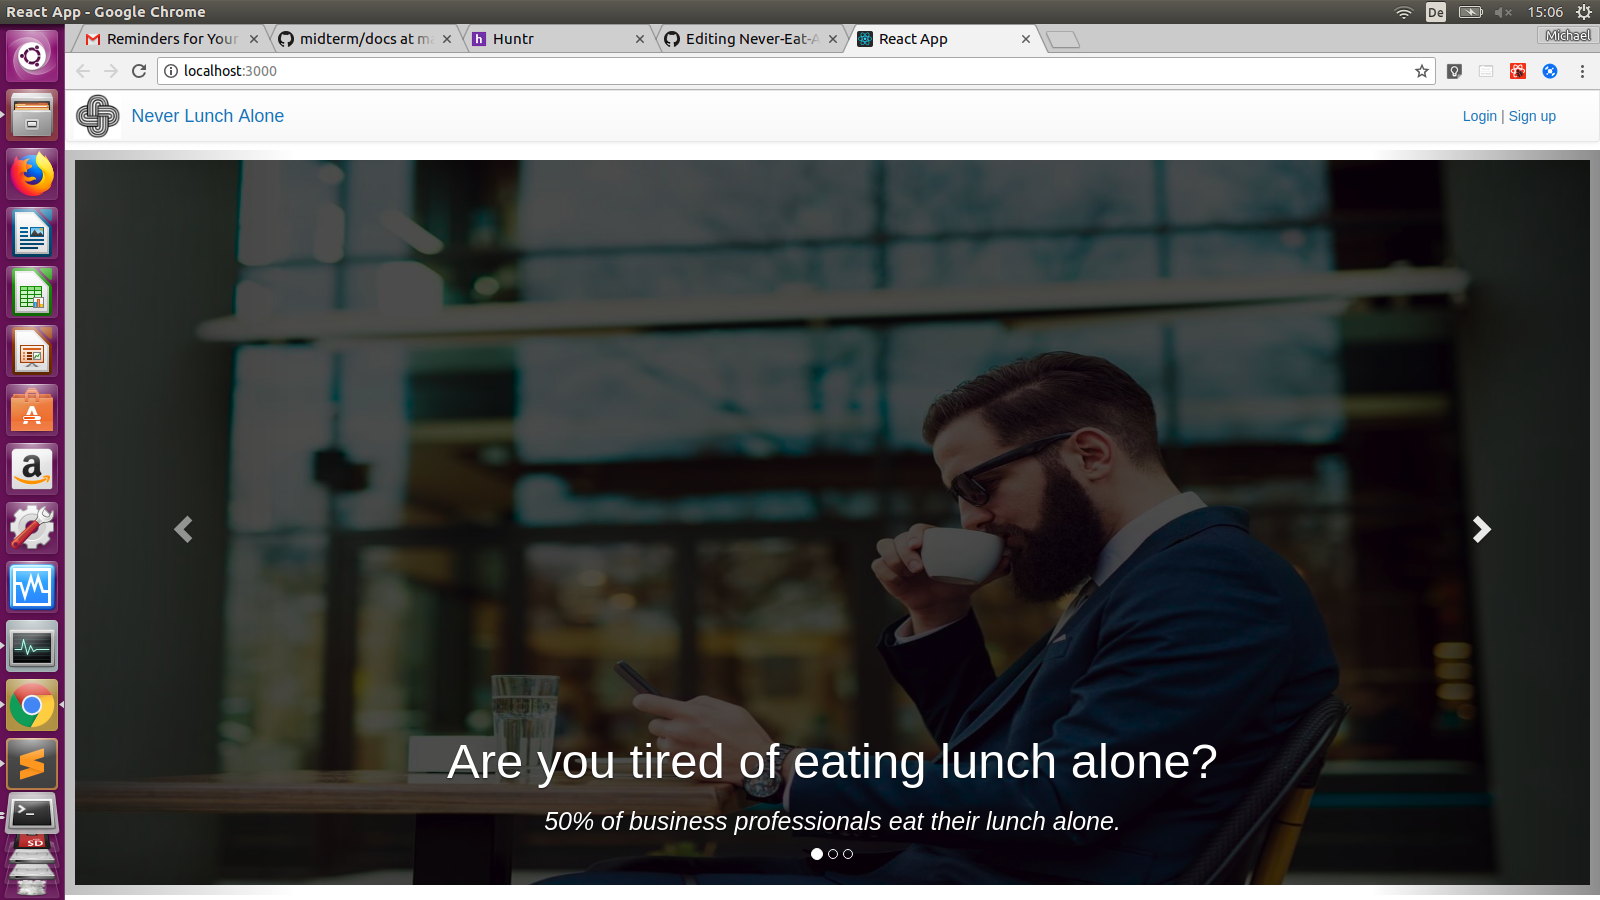 React App - Google Chrome
De
15:06
Reminders for Your
midterm/docs at ma
Huntr
Editing Never-Eat-A
React App
Michael
localhost:3000
Never Lunch Alone
Login | Sign up
Are you tired of eating lunch alone?
50% of business professionals eat their lunch alone.
SD